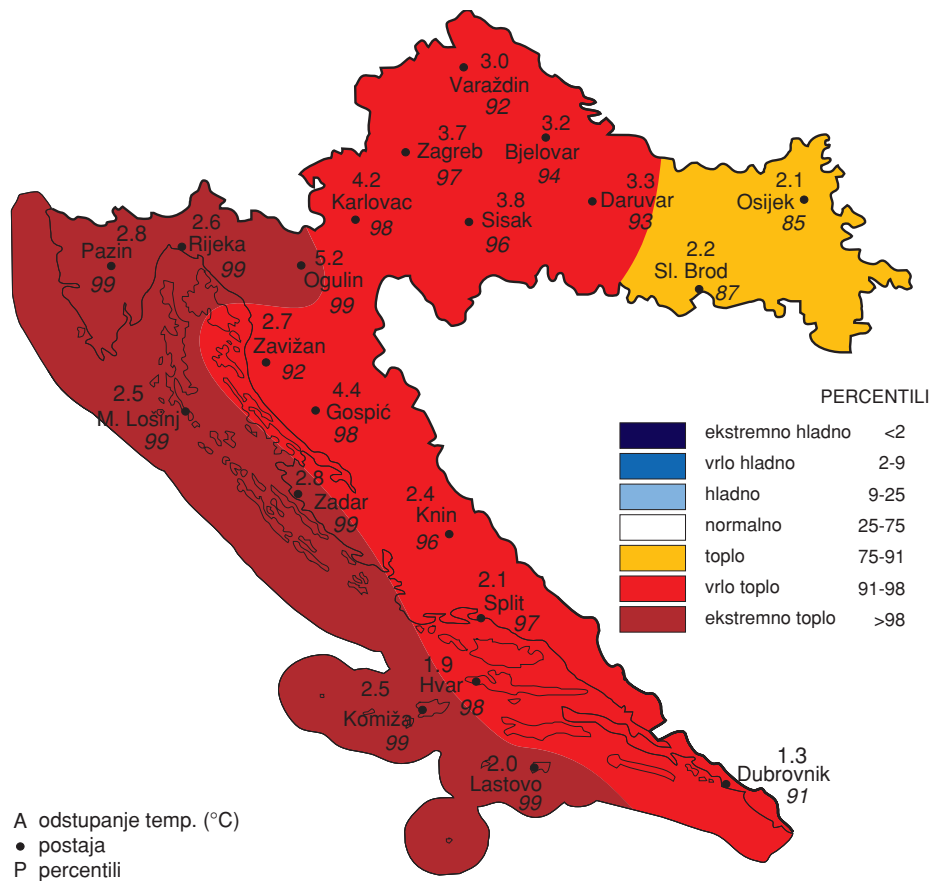 3.0
Varaždin
92
3.7
Zagreb
97
3.2
Bjelovar
94
4.2
Karlovac
98
3.8
Sisak
96
3.3
Daruvar
93
2.1
Osijek
85
2.2
Sl. Brod
87
2.8
Pazin
99
2.6
Rijeka
99
5.2
Ogulin
99
2.7
Zavižan
92
2.5
M. Lošinj
99
4.4
Gospić
98
2.8
Zadar
99
2.4
Knin
96
2.1
Split
97
1.9
Hvar
98
2.5
Komiža
99
2.0
Lastovo
99
1.3
Dubrovnik
91
PERCENTILI
ekstremno hladno <2
vrlo hladno 2-9
hladno 9-25
normalno 25-75
toplo 75-91
vrlo toplo 91-98
ekstremno toplo >98
A odstupanje temp. (°C)
● postaja
P percentili